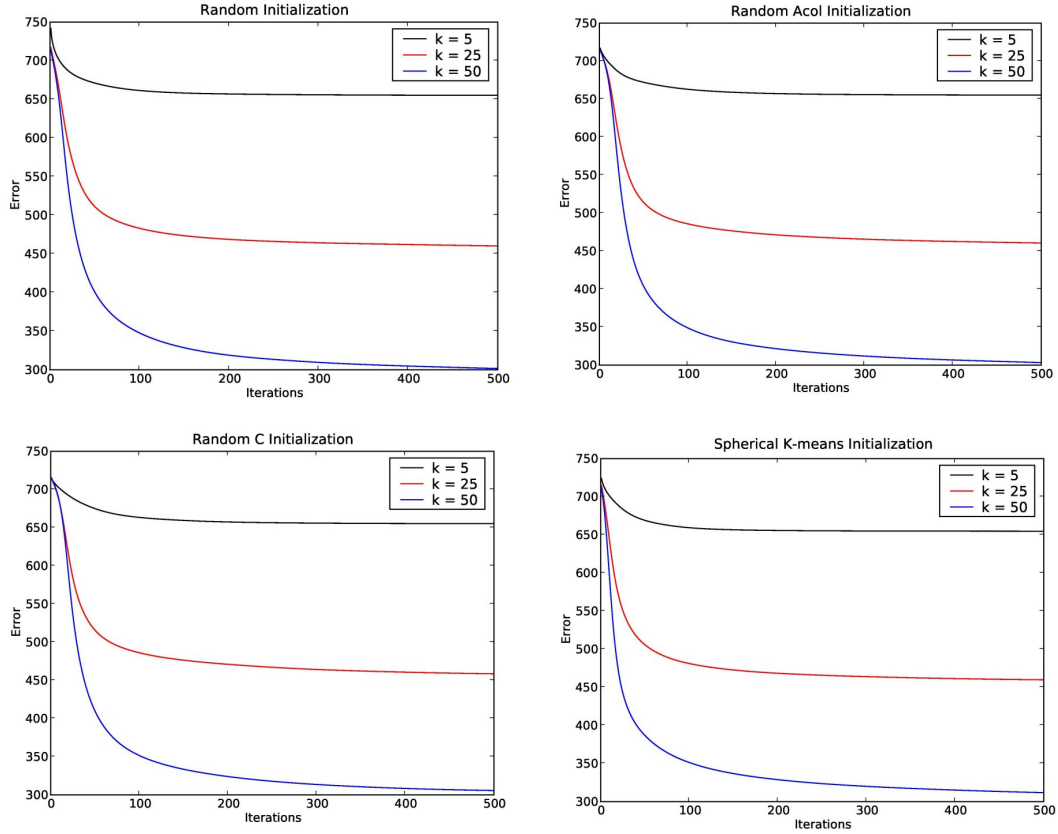 Random Initialization
750
700
650
600
550
500
450
400
350
300
Error
k = 5
k = 25
k = 50
0 100 200 300 400 500
Iterations
Random Acol Initialization
750
700
650
600
550
500
450
400
350
300
Error
k = 5
k = 25
k = 50
0 100 200 300 400 500
Iterations
Random C Initialization
750
700
650
600
550
500
450
400
350
300
Error
k = 5
k = 25
k = 50
0 100 200 300 400 500
Iterations
Spherical K-means Initialization
750
700
650
600
550
500
450
400
350
300
Error
k = 5
k = 25
k = 50
0 100 200 300 400 500
Iterations